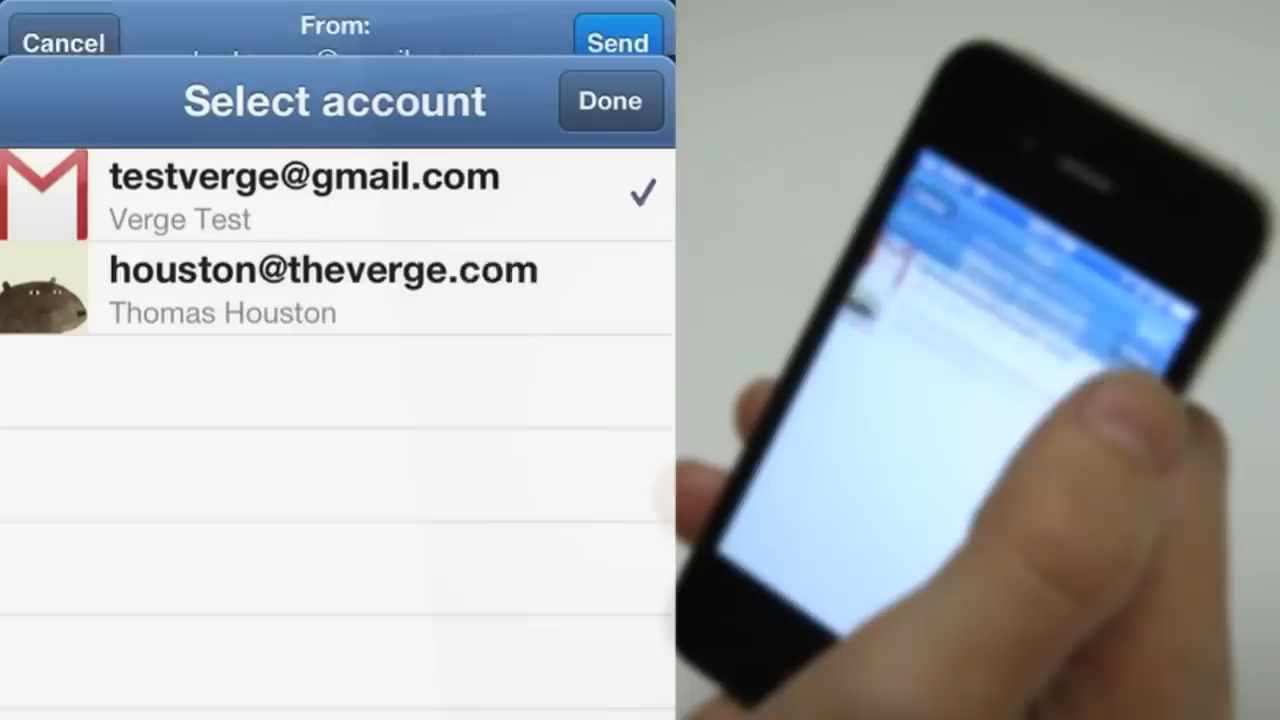 Cancel
From:
Send
Select account
Done
testverge@gmail.com
Verge Test
houston@theverge.com
Thomas Houston